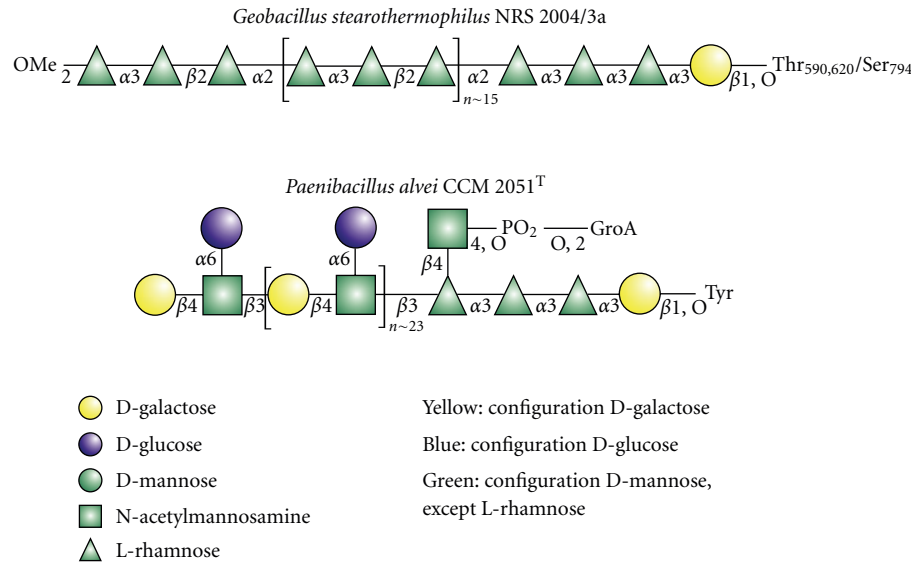 Geobacillus stearothermophilus NRS 2004/3a
OMe 2 α3 β2 α2 [ α3 β2 ] n~15 α2 α3 α3 α3 β1, O Thr590,620/Ser794
Paenibacillus alvei CCM 2051T
4, O PO2 O, 2 GroA
α6 α6 β4
β4 β3 [ β4 ] n~23 β3 α3 α3 α3 β1, O Tyr
D-galactose
D-glucose
D-mannose
N-acetylmannosamine
L-rhamnose
Yellow: configuration D-galactose
Blue: configuration D-glucose
Green: configuration D-mannose,
except L-rhamnose